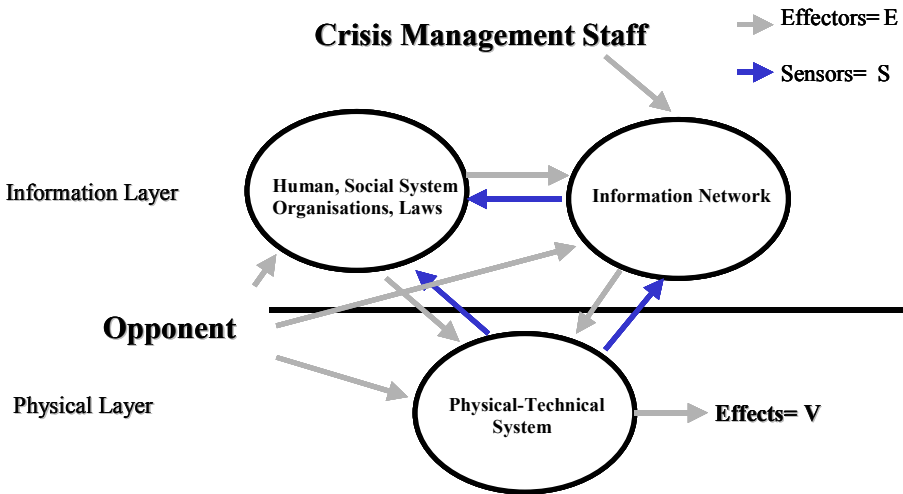 Crisis Management Staff
Effectors= E
Sensors= S
Information Layer
Human, Social System
Organisations, Laws
Information Network
Opponent
Physical Layer
Physical-Technical
System
Effects= V